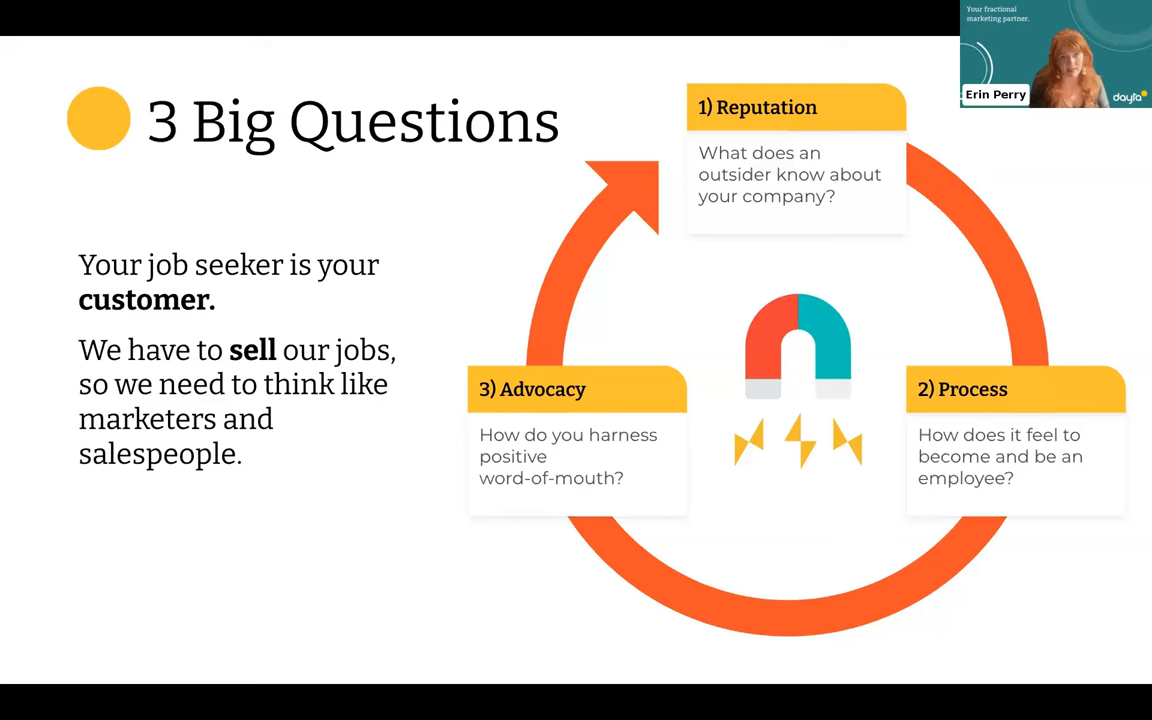 Your fractional
marketing partner.
Erin Perry
dayta
3 Big Questions
Your job seeker is your
customer.
We have to sell our jobs,
so we need to think like
marketers and
salespeople.
1) Reputation
What does an
outsider know about
your company?
2) Process
How does it feel to
become and be an
employee?
3) Advocacy
How do you harness
positive
word-of-mouth?